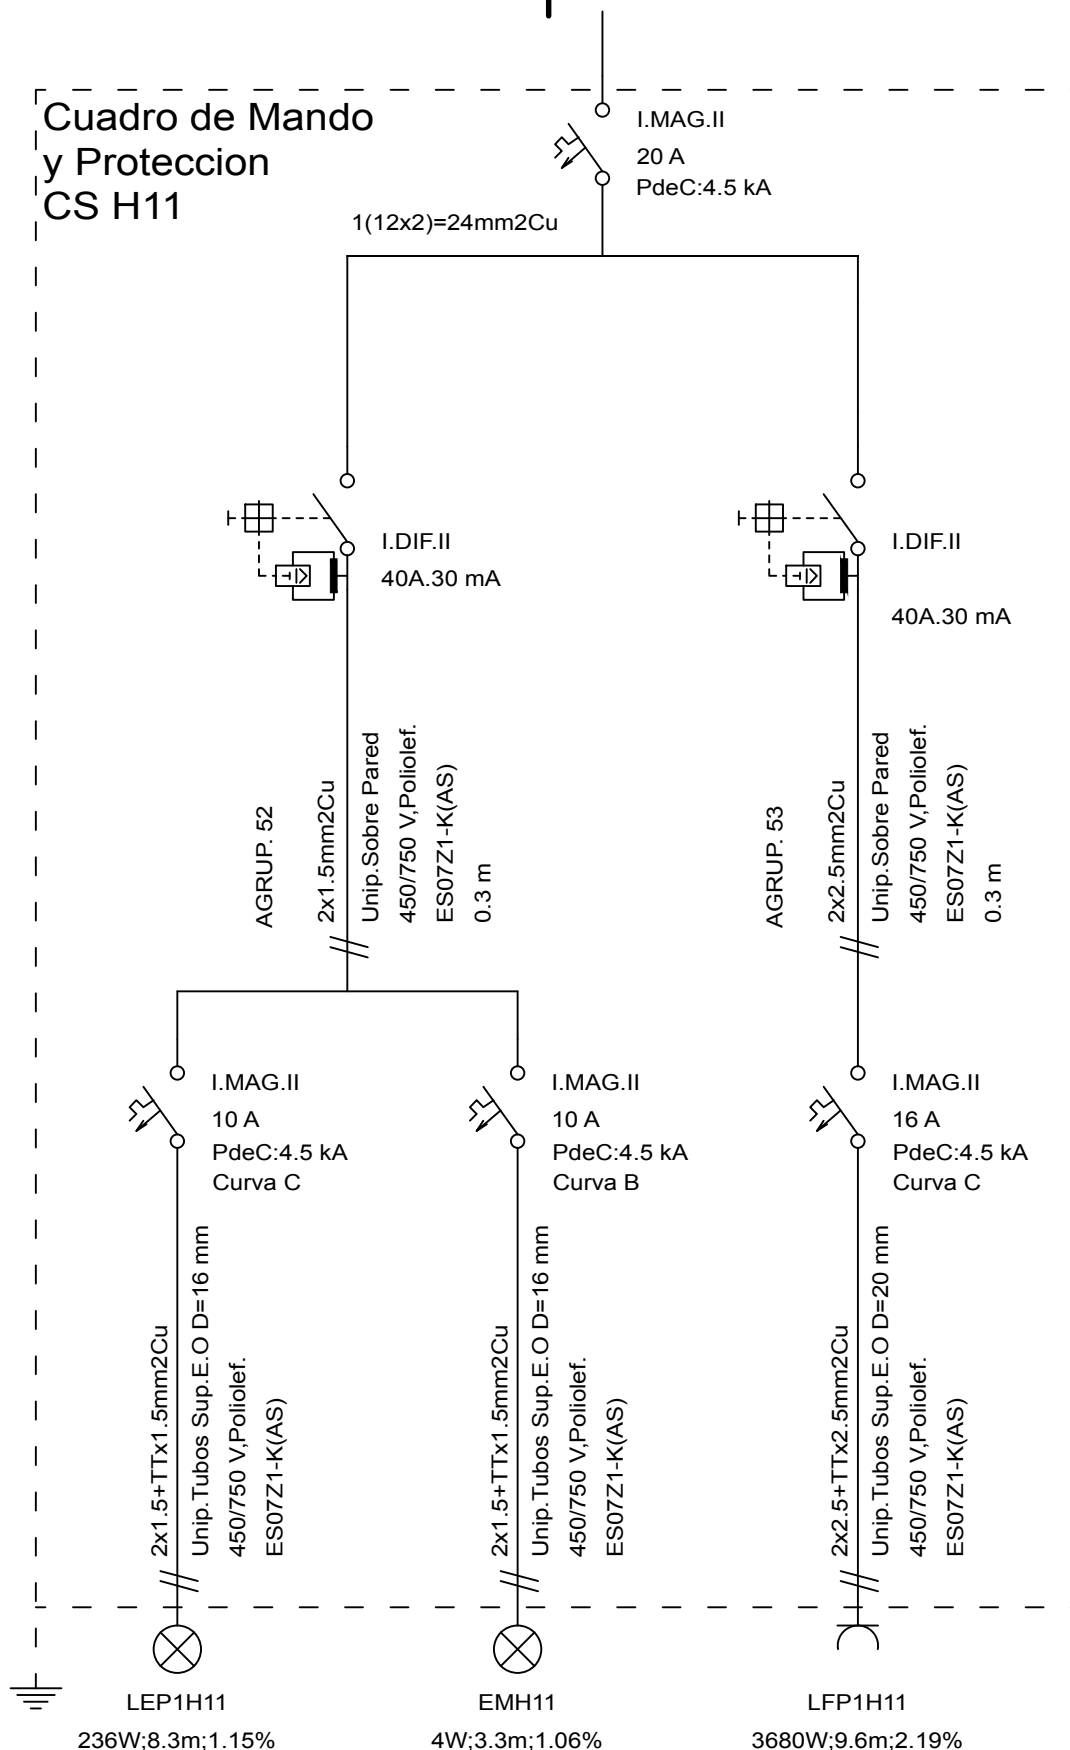 Cuadro de Mando
y Proteccion
CS H11
I.MAG.II
20 A
PdeC:4.5 kA
1(12x2)=24mm2Cu
I.DIF.II
40A.30 mA
I.DIF.II
40A.30 mA
AGRUP. 52
2x1.5mm2Cu
Unip.Sobre Pared
450/750 V,Poliolef.
ES07Z1-K(AS)
0.3 m
AGRUP. 53
2x2.5mm2Cu
Unip.Sobre Pared
450/750 V,Poliolef.
ES07Z1-K(AS)
0.3 m
I.MAG.II
10 A
PdeC:4.5 kA
Curva C
I.MAG.II
10 A
PdeC:4.5 kA
Curva B
I.MAG.II
16 A
PdeC:4.5 kA
Curva C
2x1.5+TTx1.5mm2Cu
Unip.Tubos Sup.E.O D=16 mm
450/750 V,Poliolef.
ES07Z1-K(AS)
2x1.5+TTx1.5mm2Cu
Unip.Tubos Sup.E.O D=16 mm
450/750 V,Poliolef.
ES07Z1-K(AS)
2x2.5+TTx2.5mm2Cu
Unip.Tubos Sup.E.O D=20 mm
450/750 V,Poliolef.
ES07Z1-K(AS)
LEP1H11
236W;8.3m;1.15%
EMH11
4W;3.3m;1.06%
LFP1H11
3680W;9.6m;2.19%